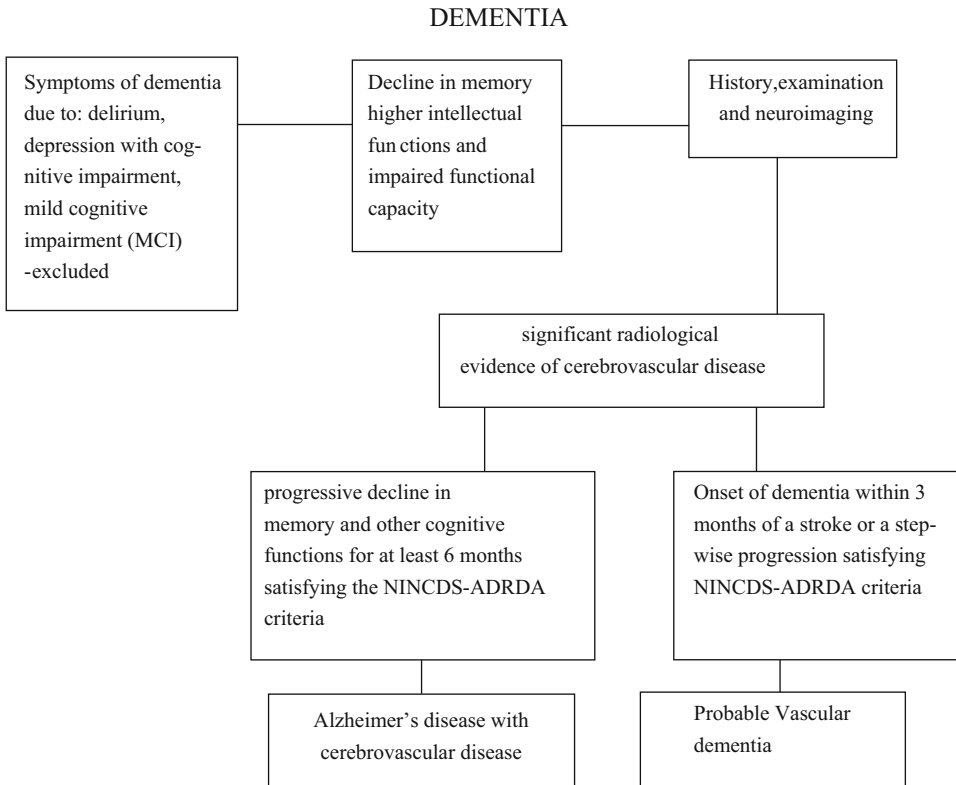 DEMENTIA
Symptoms of dementia
due to: delirium,
depression with cog-
nitive impairment,
mild cognitive
impairment (MCI)
-excluded
Decline in memory
higher intellectual
fun ctions and
impaired functional
capacity
History,examination
and neuroimaging
significant radiological
evidence of cerebrovascular disease
progressive decline in
memory and other cognitive
functions for at least 6 months
satisfying the NINCDS-ADRDA
criteria
Onset of dementia within 3
months of a stroke or a step-
wise progression satisfying
NINCDS-ADRDA criteria
Alzheimer’s disease with
cerebrovascular disease
Probable Vascular
dementia